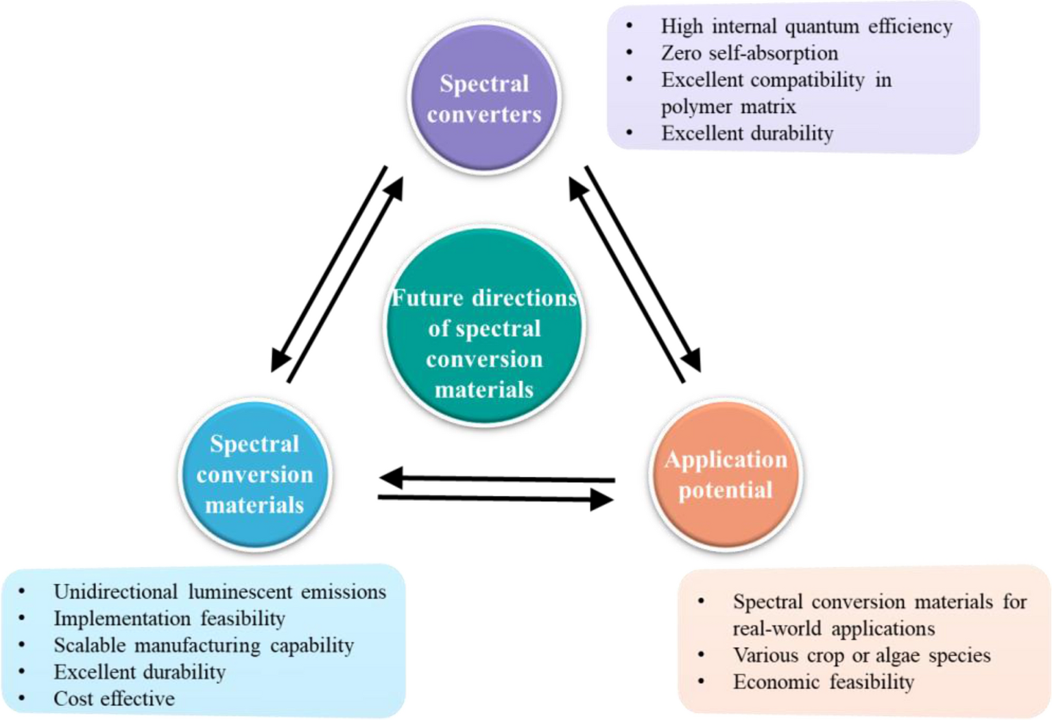 Spectral
converters
• High internal quantum efficiency
• Zero self-absorption
• Excellent compatibility in
polymer matrix
• Excellent durability
Future directions
of spectral
conversion
materials
Spectral
conversion
materials
Application
potential
• Unidirectional luminescent emissions
• Implementation feasibility
• Scalable manufacturing capability
• Excellent durability
• Cost effective
• Spectral conversion materials for
real-world applications
• Various crop or algae species
• Economic feasibility